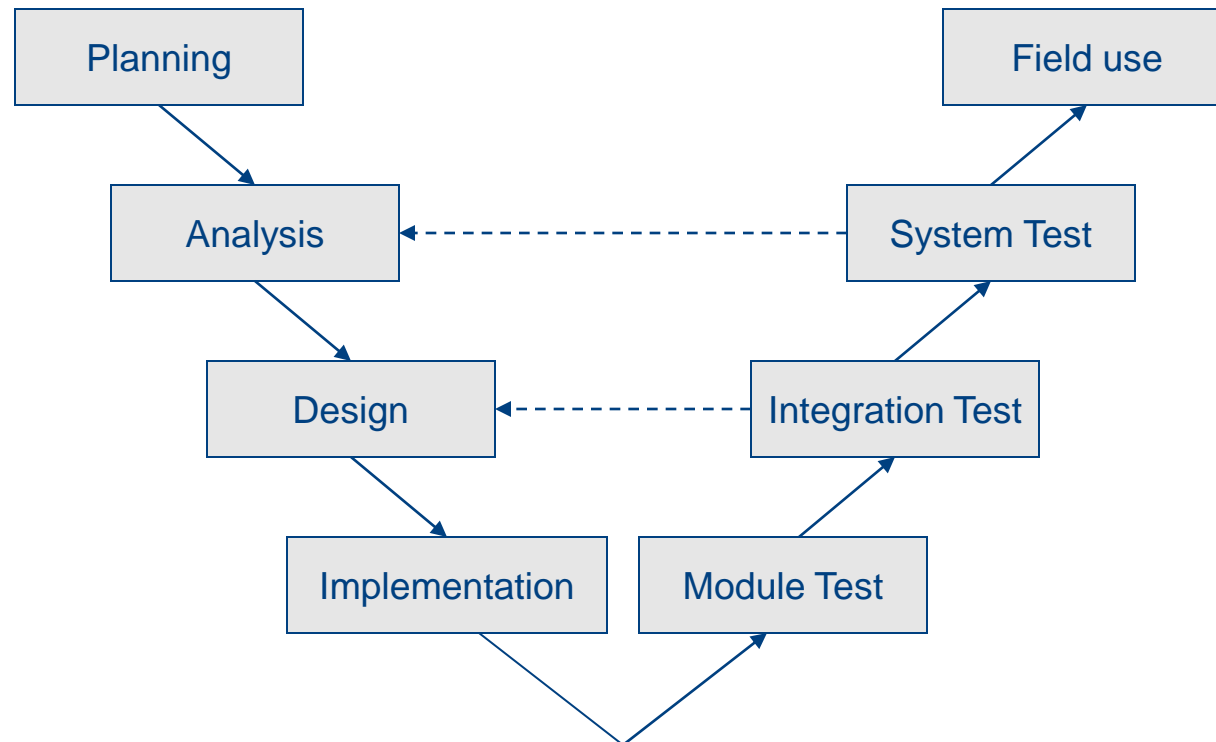 Planning
Field use
Analysis
System Test
Design
Integration Test
Implementation
Module Test